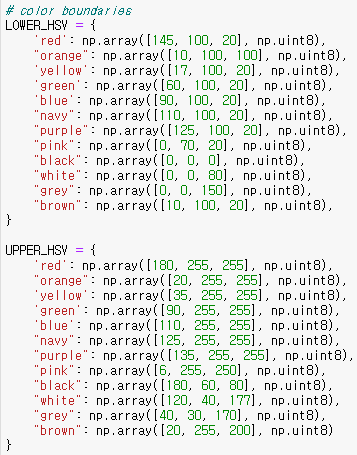 # color boundaries
LOWER_HSV = {
    'red': np.array([145, 100, 20], np.uint8),
    "orange": np.array([10, 100, 100], np.uint8),
    'yellow': np.array([17, 100, 20], np.uint8),
    'green': np.array([60, 100, 20], np.uint8),
    'blue': np.array([90, 100, 20], np.uint8),
    "navy": np.array([110, 100, 20], np.uint8),
    "purple": np.array([125, 100, 20], np.uint8),
    "pink": np.array([0, 70, 20], np.uint8),
    "black": np.array([0, 0, 0], np.uint8),
    "white": np.array([0, 0, 80], np.uint8),
    "grey": np.array([0, 0, 150], np.uint8),
    "brown": np.array([10, 100, 20], np.uint8),
}
UPPER_HSV = {
    'red': np.array([180, 255, 255], np.uint8),
    "orange": np.array([20, 255, 255], np.uint8),
    'yellow': np.array([35, 255, 255], np.uint8),
    'green': np.array([90, 255, 255], np.uint8),
    'blue': np.array([110, 255, 255], np.uint8),
    "navy": np.array([125, 255, 255], np.uint8),
    "purple": np.array([135, 255, 255], np.uint8),
    "pink": np.array([6, 255, 250], np.uint8),
    "black": np.array([180, 60, 80], np.uint8),
    "white": np.array([120, 40, 177], np.uint8),
    "grey": np.array([40, 30, 170], np.uint8),
    "brown": np.array([20, 255, 200], np.uint8)
}